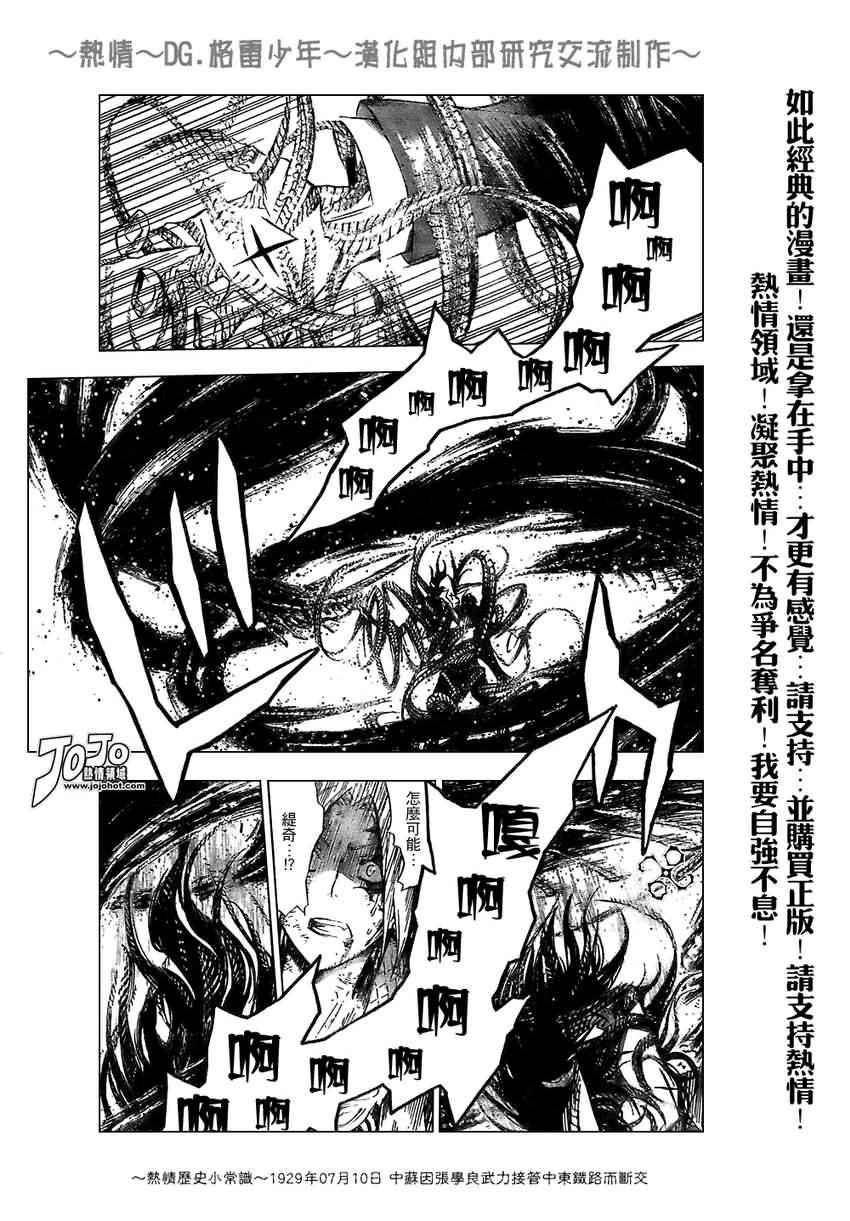 ～熱情～DG.格雷少年～漢化組内部研究交流制作～
如此經典的漫畫！還是拿在手中…才更有感覺…請支持…並購買正版！請支持熱情！
熱情領域！凝聚熱情！不為爭名奪利！我要自強不息！
啊
啊
啊
啊
啊
啊
啊
啊
啊
啊
JOJO
熱情領域
www.jojohot.com
嘎
啊
啊
啊
啊
啊
啊
啊
啊
怎麼可能…
緹奇…!?
～熱情歷史小常識～1929年07月10日 中蘇因張學良武力接管中東鐵路而斷交